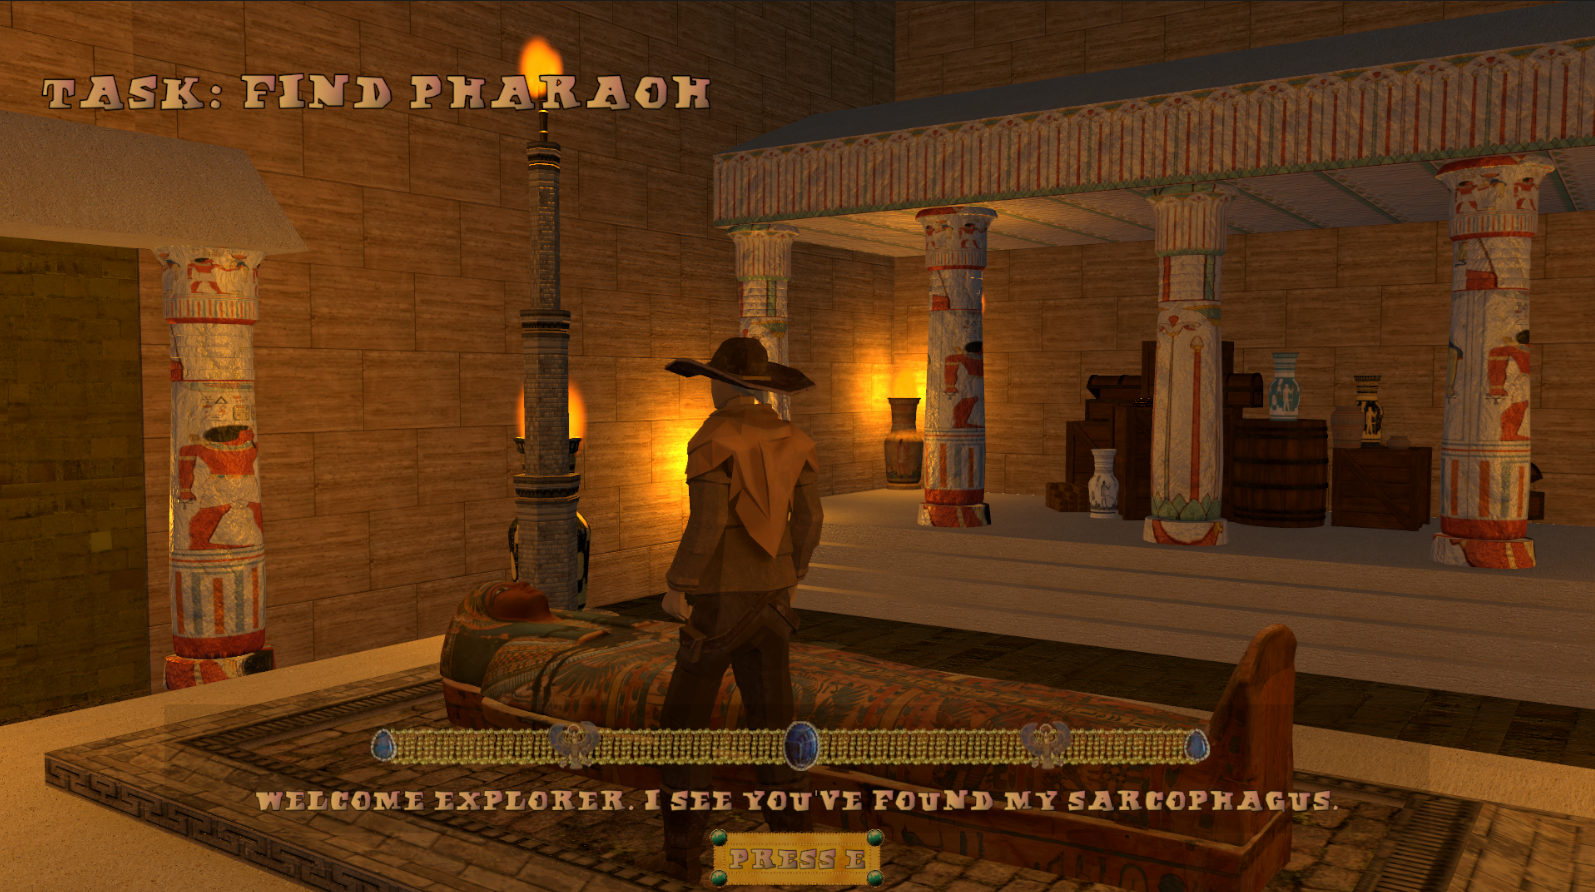 TASK: FIND PHARAOH
WELCOME EXPLORER. I SEE YOU'VE FOUND MY SARCOPHAGUS.
PRESS E